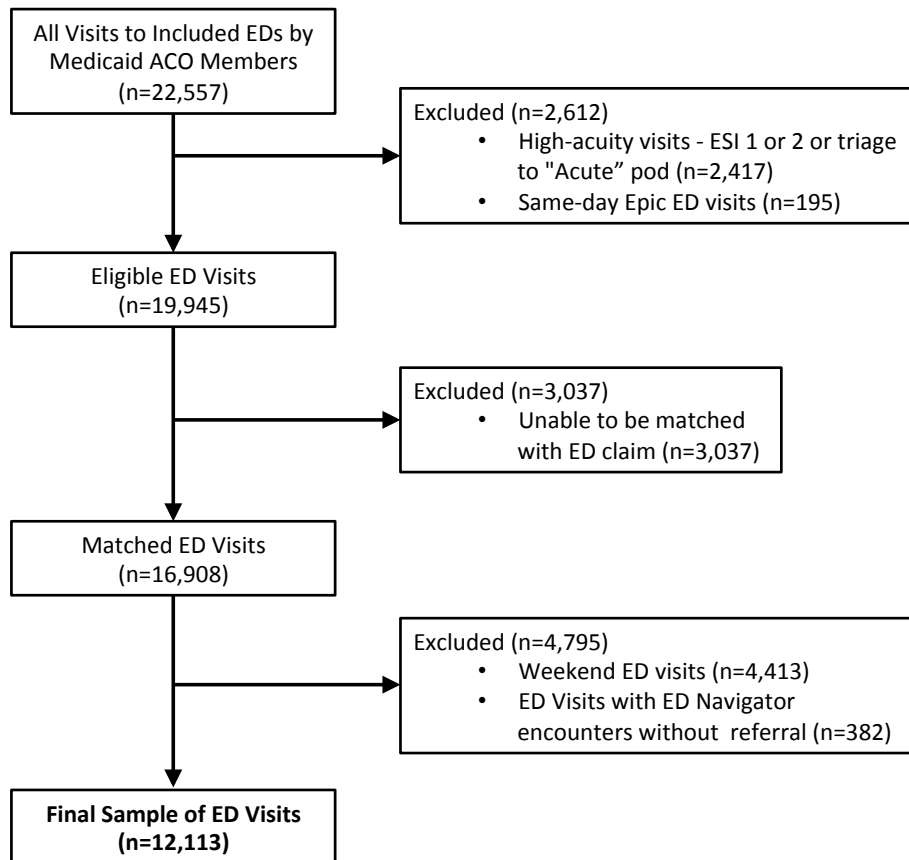 All Visits to Included EDs by
Medicaid ACO Members
(n=22,557)
Excluded (n=2,612)
• High-acuity visits - ESI 1 or 2 or triage
to "Acute” pod (n=2,417)
• Same-day Epic ED visits (n=195)
Eligible ED Visits
(n=19,945)
Excluded (n=3,037)
• Unable to be matched
with ED claim (n=3,037)
Matched ED Visits
(n=16,908)
Excluded (n=4,795)
• Weekend ED visits (n=4,413)
• ED Visits with ED Navigator
encounters without  referral (n=382)
Final Sample of ED Visits
(n=12,113)